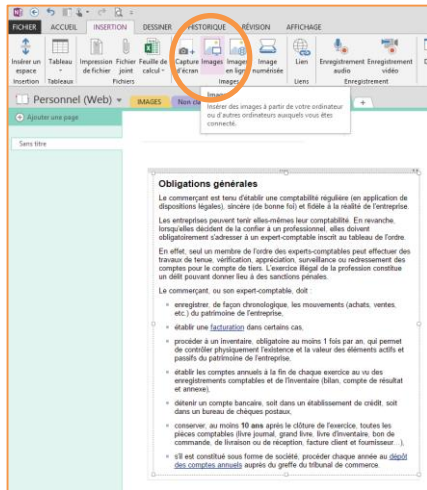 FICHIER ACCUEIL INSERTION DESSINER HISTORIQUE RÉVISION AFFICHAGE
Insérer un espace
Tableau
Impression de fichier
Fichier joint
Feuille de calcul
Capture d'écran
Images
Images en ligne
Image numérisée
Lien
Enregistrement audio
Enregistrement vidéo
Insertion Tableaux Fichiers Images Liens Enregistrement
Personnel (Web) IMAGES
Insérer des images à partir de votre ordinateur
ou d'autres ordinateurs auxquels vous êtes
connecté.
Ajouter une page
Sans titre
Obligations générales
Le commerçant est tenu d'établir une comptabilité régulière (en application de
dispositions légales), sincère (de bonne foi) et fidèle à la réalité de l'entreprise.
Les entreprises peuvent tenir elles-mêmes leur comptabilité. En revanche,
lorsqu'elles décident de la confier à un professionnel, elles doivent
obligatoirement s'adresser à un expert-comptable inscrit au tableau de l'ordre.
En effet, seul un membre de l'ordre des experts-comptables peut effectuer des
travaux de tenue, vérification, appréciation, surveillance ou redressement des
comptes pour le compte de tiers. L'exercice illégal de la profession constitue
un délit pouvant donner lieu à des sanctions pénales.
Le commerçant, ou son expert-comptable, doit :
enregistrer, de façon chronologique, les mouvements (achats, ventes,
etc.) du patrimoine de l'entreprise,
établir une facturation dans certains cas,
procéder à un inventaire, obligatoire au moins 1 fois par an, qui permet
de contrôler physiquement l'existence et la valeur des éléments actifs et
passifs du patrimoine de l'entreprise,
établir les comptes annuels à la fin de chaque exercice au vu des
enregistrements comptables et de l'inventaire (bilan, compte de résultat
et annexe),
détenir un compte bancaire, soit dans un établissement de crédit, soit
dans un bureau de chèques postaux,
conserver, au moins 10 ans après le clôture de l'exercice, toutes les
pièces comptables (livre journal, grand livre, livre d'inventaire, bon de
commande, de livraison ou de réception, facture client et fournisseur...),
s'il est constitué sous forme de société, procéder chaque année au dépôt
des comptes annuels auprès du greffe du tribunal de commerce.